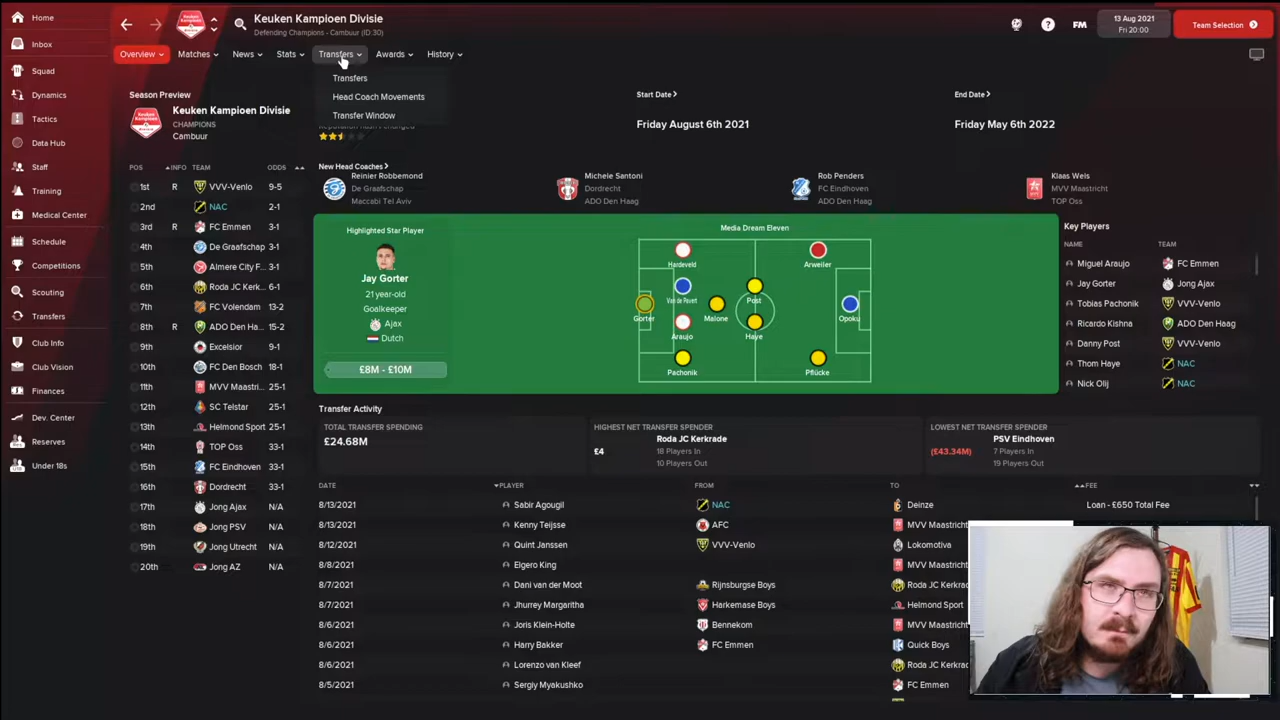 Home
Inbox
Squad
Dynamics
Tactics
Data Hub
Staff
Training
Medical Center
Schedule
Competitions
Scouting
Transfers
Club Info
Club Vision
Finances
Dev. Center
Reserves
Under 18s
Keuken Kampioen Divisie
Defending Champions - Cambuur (ID:30)
FM
13 Aug 2021
Fri 20:00
Team Selection
Overview
Matches
News
Stats
Transfers
Awards
History
Transfers
Head Coach Movements
Transfer Window
Season Preview
Keuken Kampioen Divisie
CHAMPIONS
Cambuur
Start Date
Friday August 6th 2021
End Date
Friday May 6th 2022
POS INFO TEAM ODDS
1st R VVV-Venlo 9-5
2nd NAC 2-1
3rd R FC Emmen 3-1
4th De Graafschap 3-1
5th Almere City F... 3-1
6th Roda JC Kerk... 6-1
7th FC Volendam 13-2
8th R ADO Den Ha... 15-2
9th Excelsior 9-1
10th FC Den Bosch 18-1
11th MVV Maastri... 25-1
12th SC Telstar 25-1
13th Helmond Sport 25-1
14th TOP Oss 33-1
15th FC Eindhoven 33-1
16th Dordrecht 33-1
17th Jong Ajax N/A
18th Jong PSV N/A
19th Jong Utrecht N/A
20th Jong AZ N/A
New Head Coaches
Reinier Robbemond
De Graafschap
Maccabi Tel Aviv
Michele Santoni
Dordrecht
ADO Den Haag
Rob Penders
FC Eindhoven
ADO Den Haag
Klaas Wels
MVV Maastricht
TOP Oss
Highlighted Star Player
Jay Gorter
21 year-old
Goalkeeper
Ajax
Dutch
£8M - £10M
Media Dream Eleven
Hardeveld
Arweiler
Van de Pavert
Post
Gorter
Malone
Opoku
Araujo
Haye
Pachonik
Pflücke
Key Players
NAME TEAM
Miguel Araujo FC Emmen
Jay Gorter Jong Ajax
Tobias Pachonik VVV-Venlo
Ricardo Kishna ADO Den Haag
Danny Post VVV-Venlo
Thom Haye NAC
Nick Olij NAC
Transfer Activity
TOTAL TRANSFER SPENDING
£24.68M
HIGHEST NET TRANSFER SPENDER
£4
Roda JC Kerkrade
18 Players In
10 Players Out
LOWEST NET TRANSFER SPENDER
(£43.34M)
PSV Eindhoven
7 Players In
19 Players Out
DATE PLAYER FROM TO FEE
8/13/2021 Sabir Agougil NAC Deinze Loan - £650 Total Fee
8/13/2021 Kenny Teijsse AFC MVV Maastricht
8/12/2021 Quint Janssen VVV-Venlo Lokomotiva
8/8/2021 Elgero King MVV Maastricht
8/7/2021 Dani van der Moot Rijnsburgse Boys Roda JC Kerkrad
8/7/2021 Jhurrey Margaritha Harkemase Boys Helmond Sport
8/6/2021 Joris Klein-Holte Bennekom MVV Maastricht
8/6/2021 Harry Bakker FC Emmen Quick Boys
8/6/2021 Lorenzo van Kleef Roda JC Kerkrad
8/5/2021 Sergiy Myakushko FC Emmen